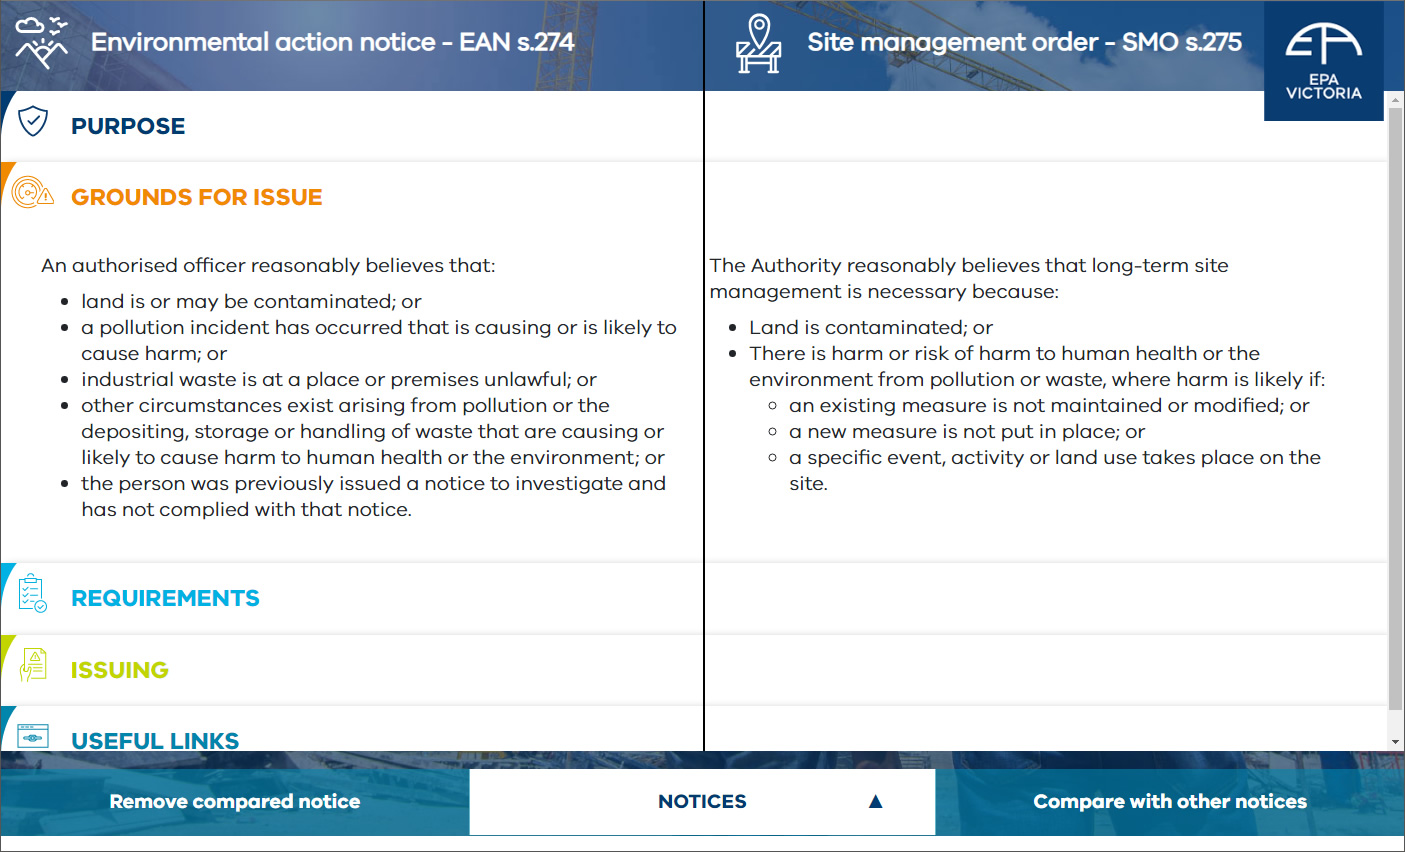 Environmental action notice - EAN s.274
Site management order - SMO s.275
EPA
VICTORIA
PURPOSE
GROUNDS FOR ISSUE
An authorised officer reasonably believes that:
• land is or may be contaminated; or
• a pollution incident has occurred that is causing or is likely to
cause harm; or
• industrial waste is at a place or premises unlawful; or
• other circumstances exist arising from pollution or the
depositing, storage or handling of waste that are causing or
likely to cause harm to human health or the environment; or
• the person was previously issued a notice to investigate and
has not complied with that notice.
The Authority reasonably believes that long-term site
management is necessary because:
• Land is contaminated; or
• There is harm or risk of harm to human health or the
environment from pollution or waste, where harm is likely if:
○ an existing measure is not maintained or modified; or
○ a new measure is not put in place; or
○ a specific event, activity or land use takes place on the
site.
REQUIREMENTS
ISSUING
USEFUL LINKS
Remove compared notice
NOTICES ▲
Compare with other notices